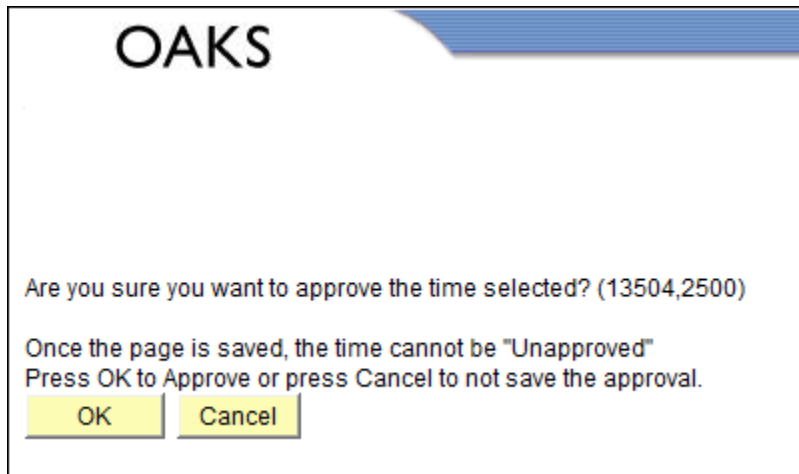 OAKS
Are you sure you want to approve the time selected? (13504,2500)
Once the page is saved, the time cannot be "Unapproved"
Press OK to Approve or press Cancel to not save the approval.
OK Cancel